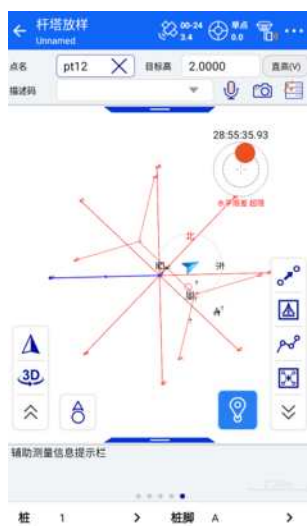 杆塔放样
Unnamed
00-24
3.4
单点
0.0
点名 pt12 目标高 2.0000 直高(V)
描述码
28:55:35.93
北
3D
辅助测量信息提示栏
桩 1 桩脚 A